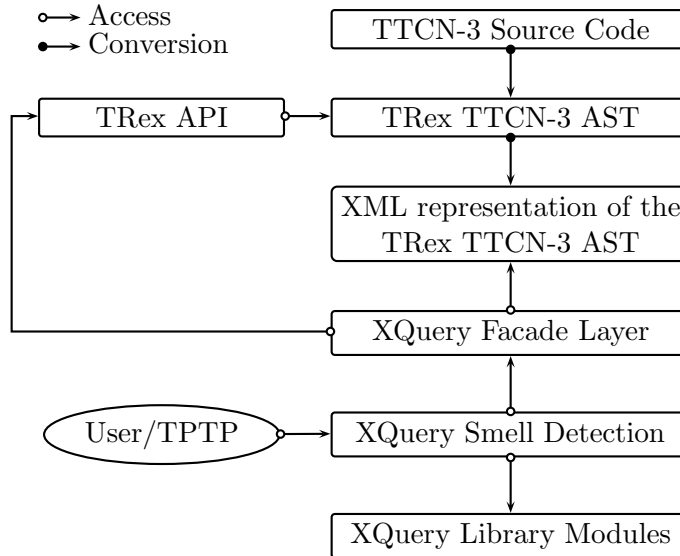 Access
Conversion
TTCN-3 Source Code
TRex API
TRex TTCN-3 AST
XML representation of the
TRex TTCN-3 AST
XQuery Facade Layer
User/TPTP
XQuery Smell Detection
XQuery Library Modules